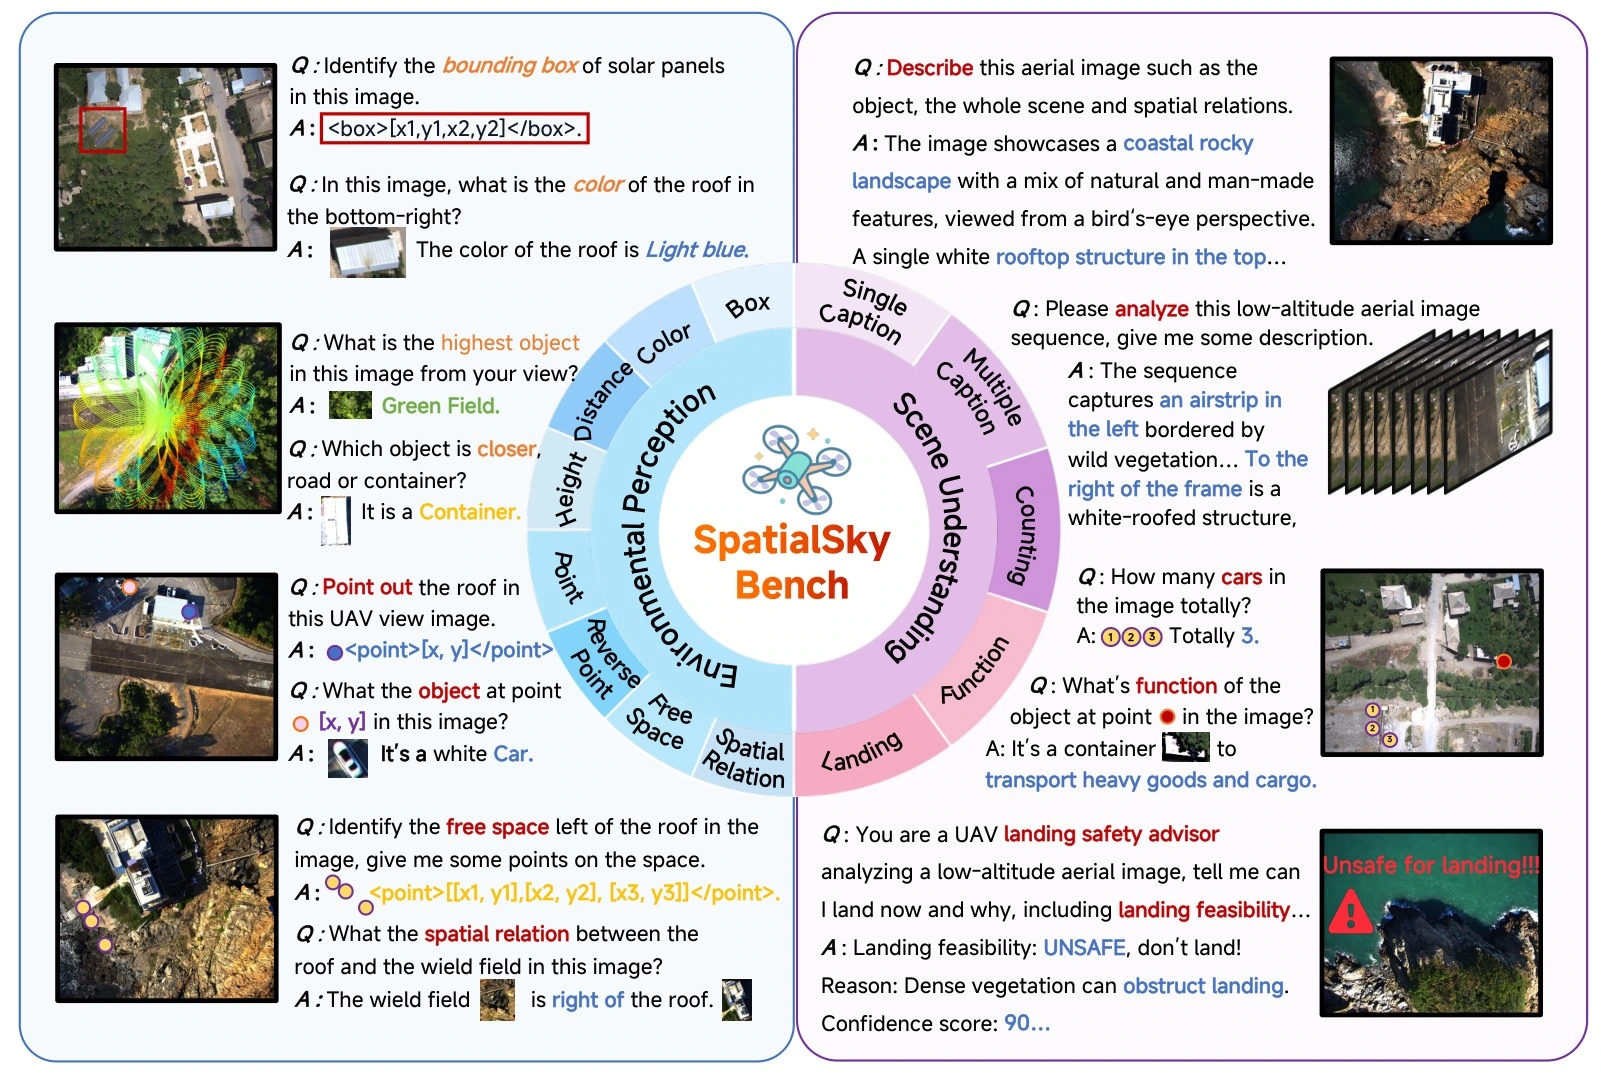 Q: Identify the bounding box of solar panels
in this image.
A: <box>[x1,y1,x2,y2]</box>.
Q: In this image, what is the color of the roof in
the bottom-right?
A: The color of the roof is Light blue.
Q: What is the highest object
in this image from your view?
A: Green Field.
Q: Which object is closer,
road or container?
A: It is a Container.
Q: Point out the roof in
this UAV view image.
A: <point>[x, y]</point>
Q: What the object at point
[x, y] in this image?
A: It's a white Car.
Q: Identify the free space left of the roof in the
image, give me some points on the space.
A: <point>[[x1, y1],[x2, y2], [x3, y3]]</point>.
Q: What the spatial relation between the
roof and the wield field in this image?
A: The wield field is right of the roof.
Box
Color
Distance
Height
Point
Reverse
Point
Free
Space
Spatial
Relation
Environmental Perception
SpatialSky
Bench
Scene Understanding
Single
Caption
Multiple
Caption
Counting
Function
Landing
Q: Describe this aerial image such as the
object, the whole scene and spatial relations.
A: The image showcases a coastal rocky
landscape with a mix of natural and man-made
features, viewed from a bird's-eye perspective.
A single white rooftop structure in the top...
Q: Please analyze this low-altitude aerial image
sequence, give me some description.
A: The sequence
captures an airstrip in
the left bordered by
wild vegetation... To the
right of the frame is a
white-roofed structure,
Q: How many cars in
the image totally?
A: 1 2 3 Totally 3.
1
2
3
Q: What's function of the
object at point in the image?
A: It's a container to
transport heavy goods and cargo.
Q: You are a UAV landing safety advisor
analyzing a low-altitude aerial image, tell me can
I land now and why, including landing feasibility...
A: Landing feasibility: UNSAFE, don't land!
Reason: Dense vegetation can obstruct landing.
Confidence score: 90...
Unsafe for landing!!!